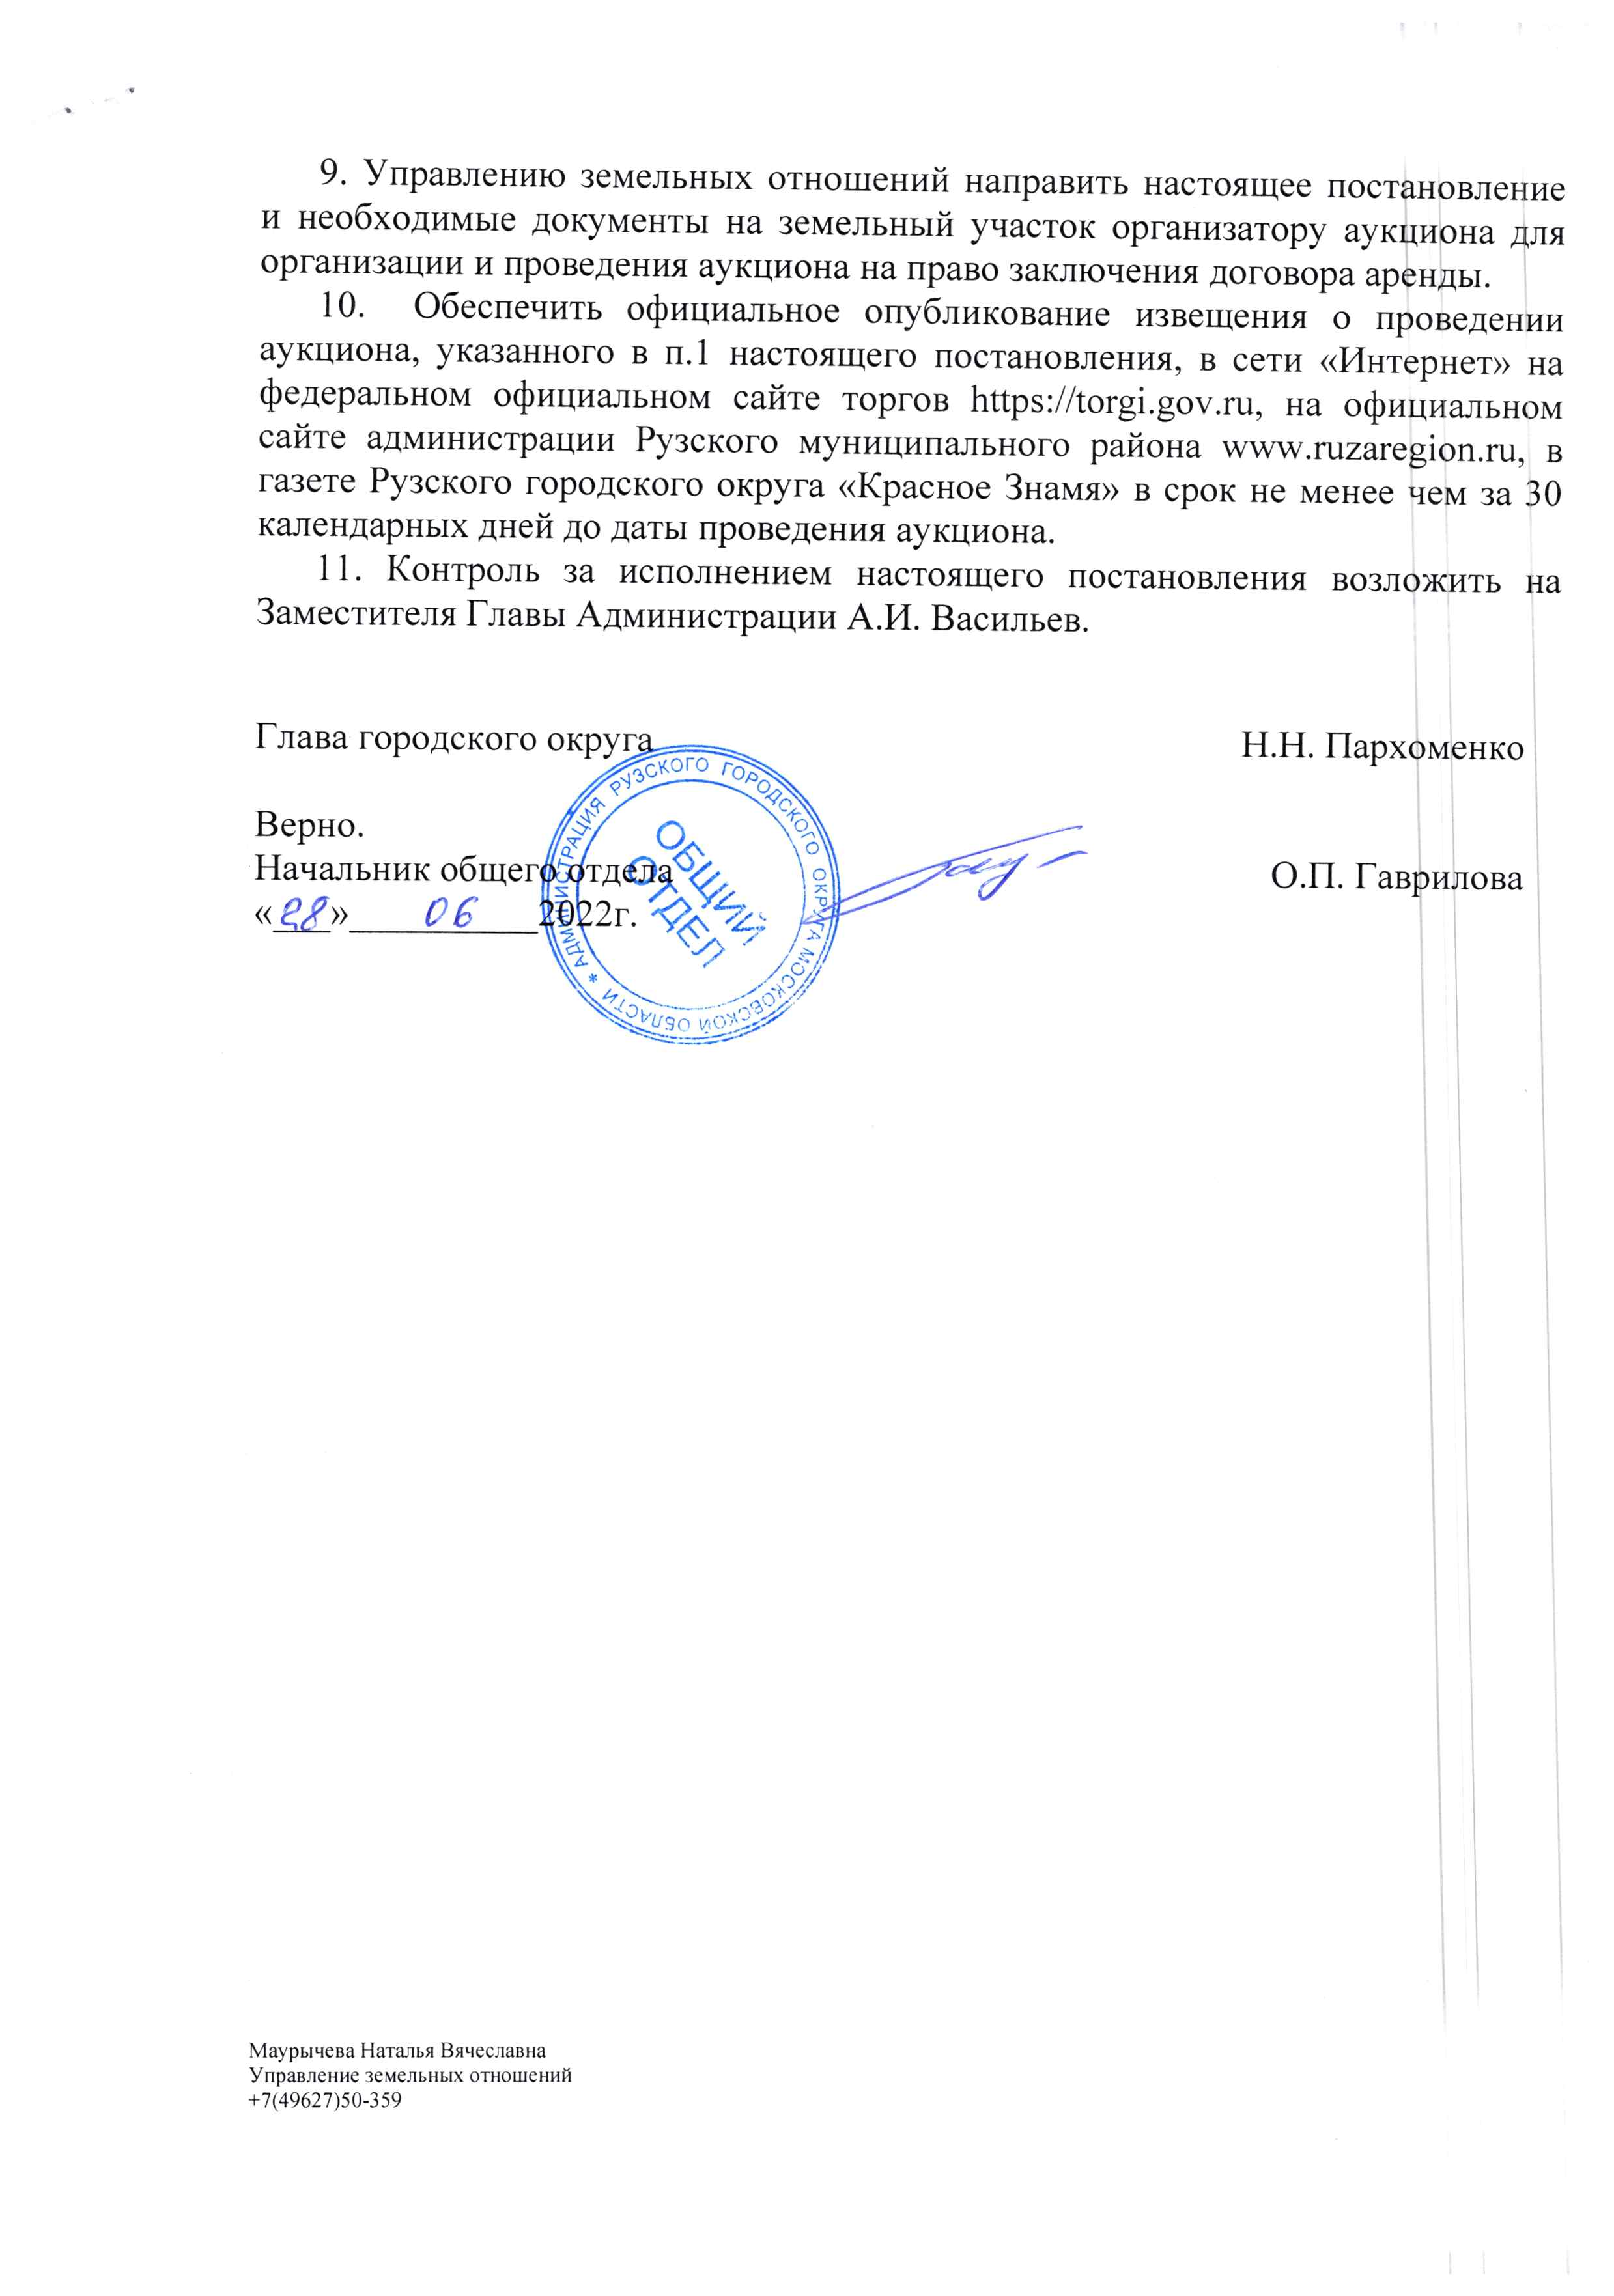 9. Управлению земельных отношений направить настоящее постановление
и необходимые документы на земельный участок организатору аукциона для
организации и проведения аукциона на право заключения договора аренды.
10. Обеспечить официальное опубликование извещения о проведении
аукциона, указанного в п.1 настоящего постановления, в сети «Интернет» на
федеральном официальном сайте торгов https://torgi.gov.ru, на официальном
сайте администрации Рузского муниципального района www.ruzaregion.ru, в
газете Рузского городского округа «Красное Знамя» в срок не менее чем за 30
календарных дней до даты проведения аукциона.
11. Контроль за исполнением настоящего постановления возложить на
Заместителя Главы Администрации А.И. Васильев.
Глава городского округа Н.Н. Пархоменко
Верно.
Начальник общего отдела О.П. Гаврилова
«28» 06 2022г.
АДМИНИСТРАЦИЯ РУЗСКОГО ГОРОДСКОГО ОКРУГА МОСКОВСКОЙ ОБЛАСТИ *
ОБЩИЙ
ОТДЕЛ
Маурычева Наталья Вячеславна
Управление земельных отношений
+7(49627)50-359